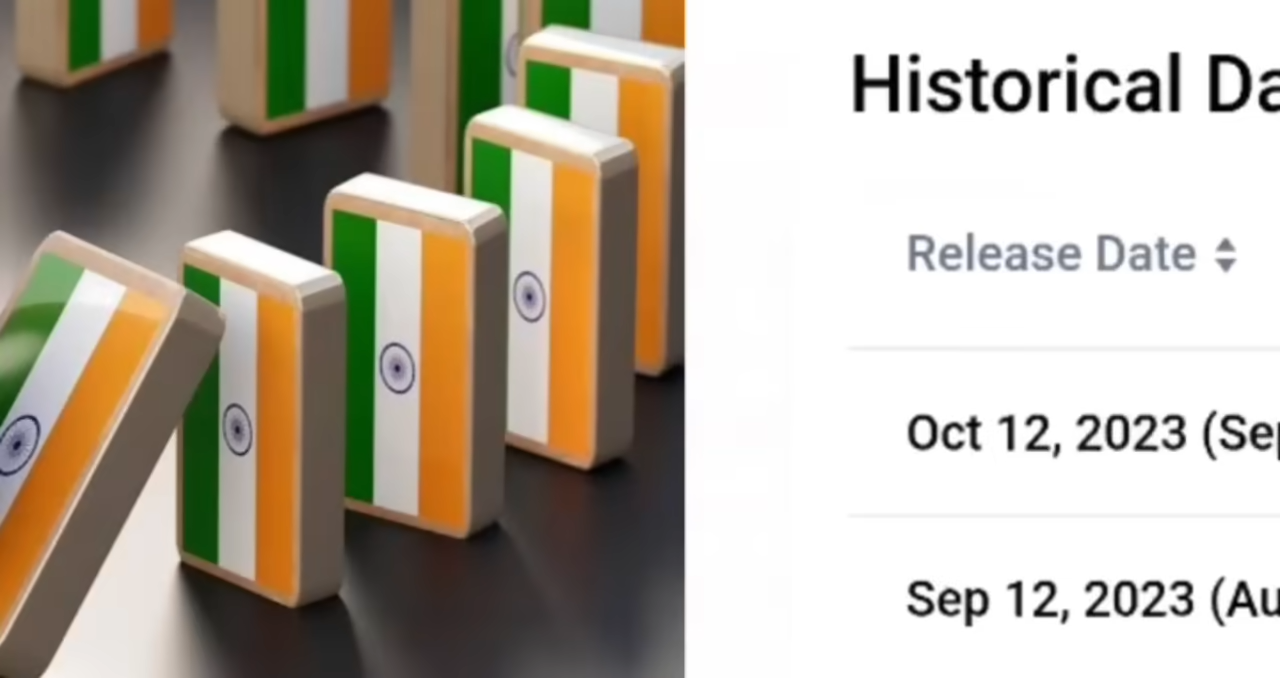 Historical Da
Release Date
Oct 12, 2023 (Sep
Sep 12, 2023 (Au